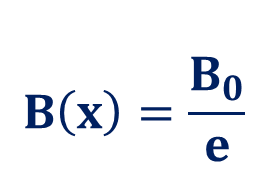 B(x) = B₀/e